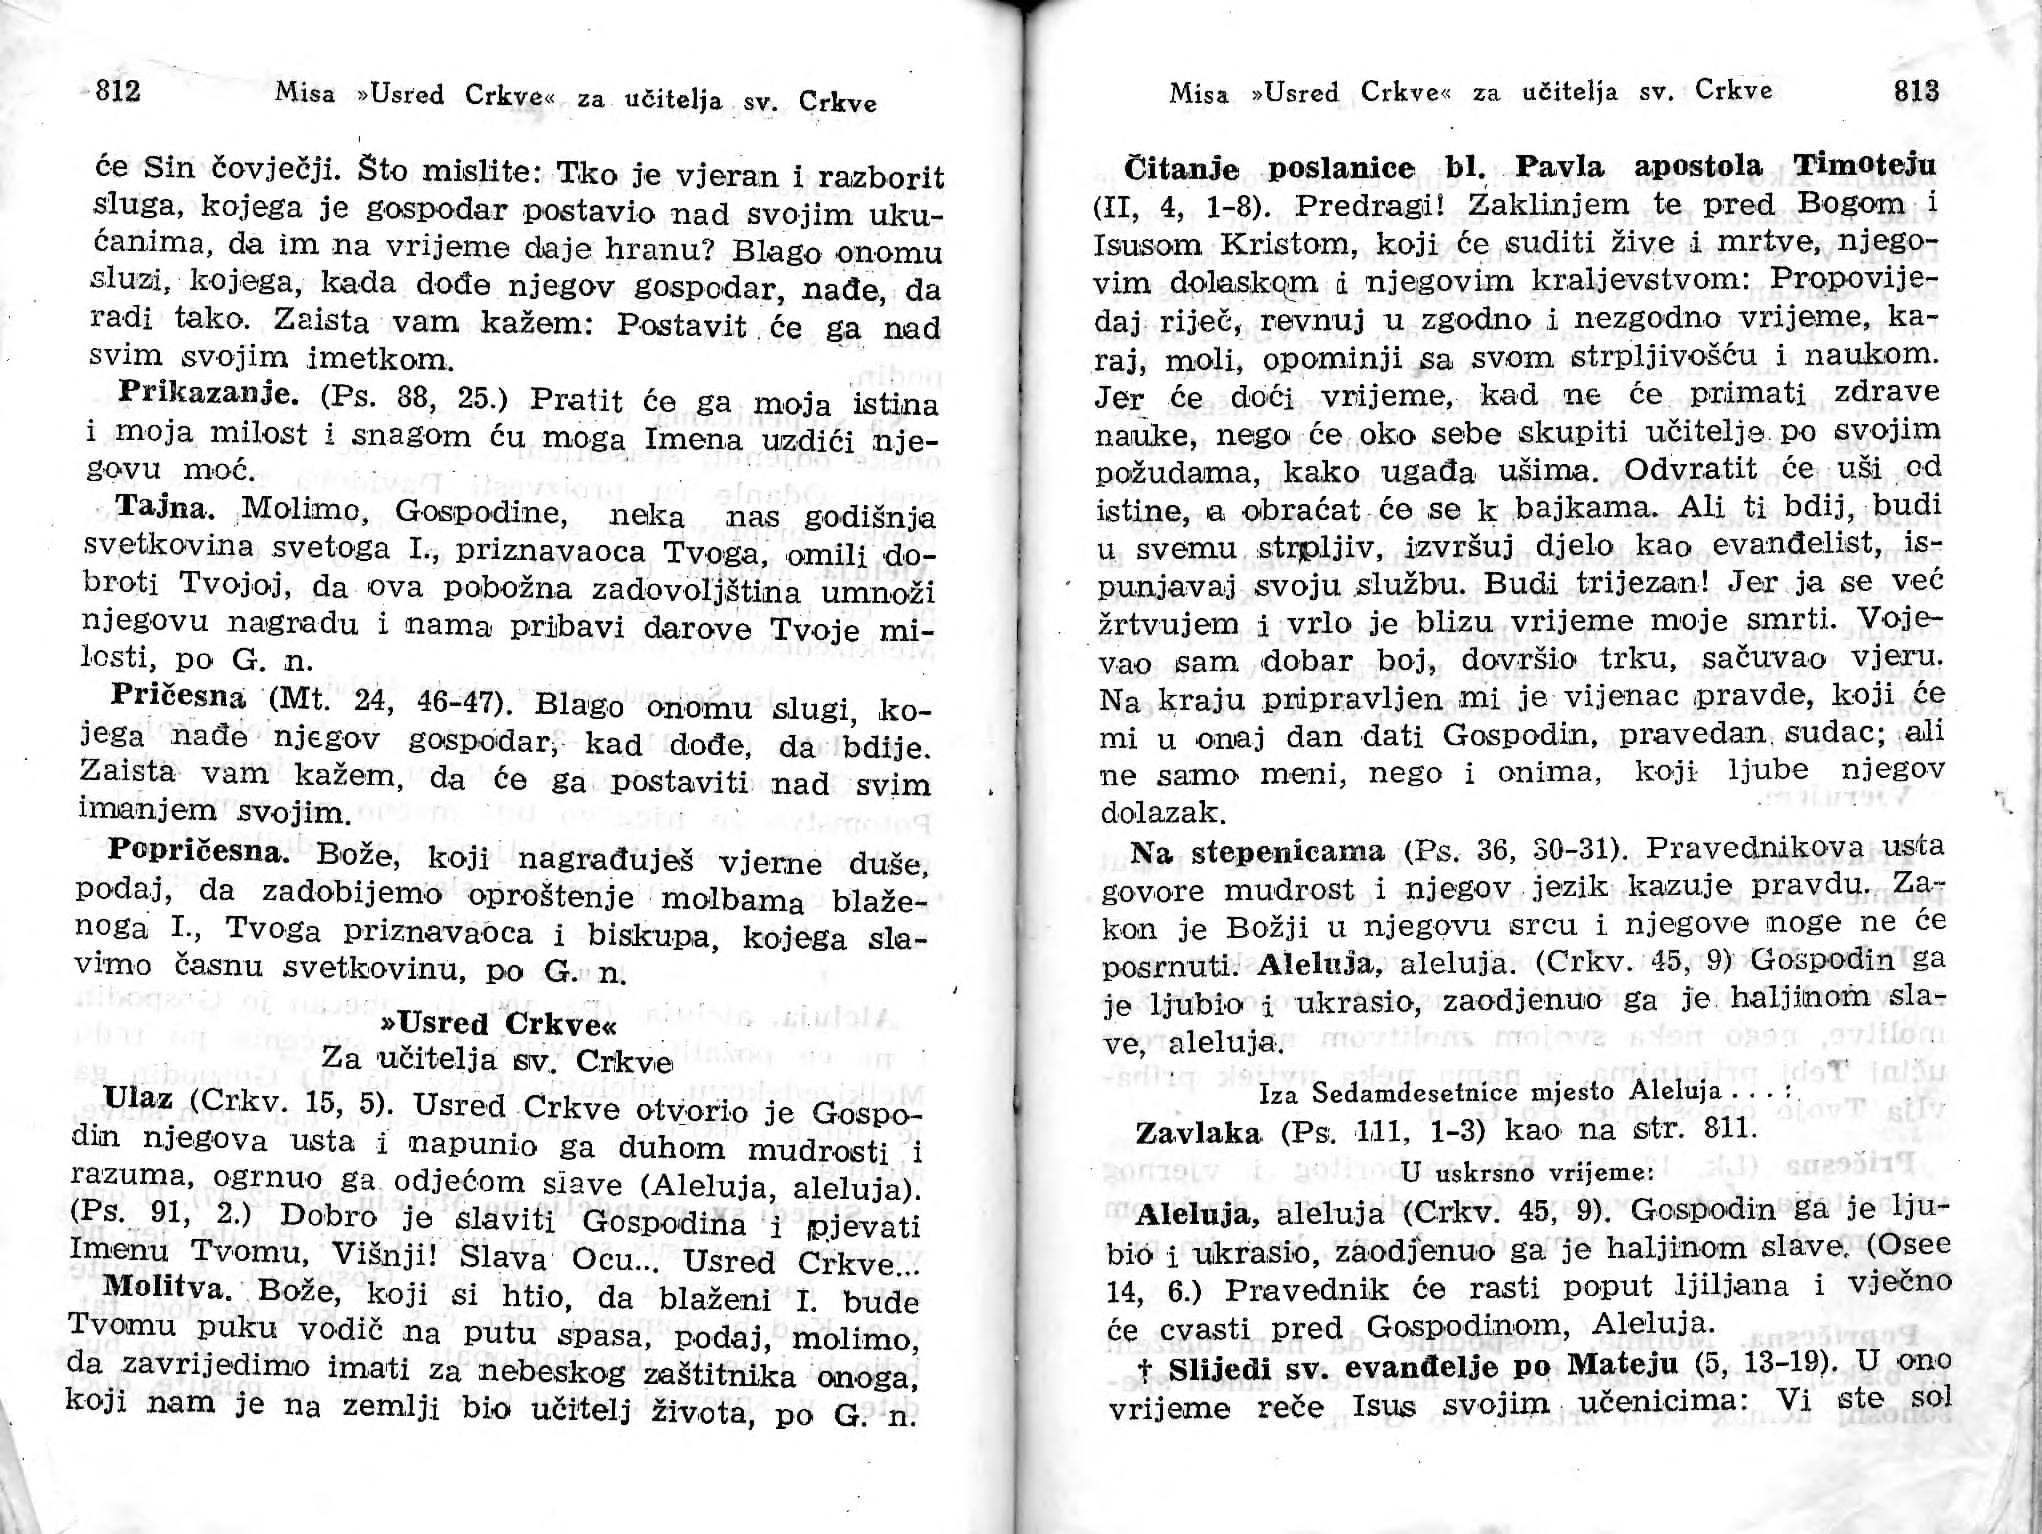 812 Misa »Usred Crkve« za učitelja sv. Crkve
će Sin čovječji. Što mislite: Tko je vjeran i razborit
sluga, kojega je gospodar postavio nad svojim uku-
ćanima, da im na vrijeme daje hranu? Blago onomu
sluzi, kojega, kada dođe njegov gospodar, nađe, da
radi tako. Zaista vam kažem: Postavit će ga nad
svim svojim imetkom.
Prikazanje. (Ps. 88, 25.) Pratit će ga moja istina
i moja milost i snagom ću moga Imena uzdići nje-
govu moć.
Tajna. Molimo, Gospodine, neka nas godišnja
svetkovina svetoga I., priznavaoca Tvoga, omili do-
broti Tvojoj, da ova pobožna zadovoljština umnoži
njegovu nagradu i nama pribavi darove Tvoje mi-
losti, po G. n.
Pričesna (Mt. 24, 46-47). Blago onomu slugi, ko-
jega nađe njegov gospodar, kad dođe, da bdije.
Zaista vam kažem, da će ga postaviti nad svim
imanjem svojim.
Popričesna. Bože, koji nagrađuješ vjerne duše,
podaj, da zadobijemo oproštenje molbama blaže-
noga I., Tvoga priznavaoca i biskupa, kojega sla-
vimo časnu svetkovinu, po G. n.
»Usred Crkve«
Za učitelja sv. Crkve
Ulaz (Crkv. 15, 5). Usred Crkve otvorio je Gospo-
din njegova usta i napunio ga duhom mudrosti i
razuma, ogrnuo ga odjećom slave (Aleluja, aleluja).
(Ps. 91, 2.) Dobro je slaviti Gospodina i pjevati
Imenu Tvomu, Višnji! Slava Ocu... Usred Crkve...
Molitva. Bože, koji si htio, da blaženi I. bude
Tvomu puku vodič na putu spasa, podaj, molimo,
da zavrijedimo imati za nebeskog zaštitnika onoga,
koji nam je na zemlji bio učitelj života, po G. n.
Misa »Usred Crkve« za učitelja sv. Crkve 813
Čitanje poslanice bl. Pavla apostola Timoteju
(II, 4, 1-8). Predragi! Zaklinjem te pred Bogom i
Isusom Kristom, koji će suditi žive i mrtve, njego-
vim dolaskom i njegovim kraljevstvom: Propovije-
daj riječ, revnuj u zgodno i nezgodno vrijeme, ka-
raj, moli, opominji sa svom strpljivošću i naukom.
Jer će doći vrijeme, kad ne će primati zdrave
nauke, nego će oko sebe skupiti učitelje po svojim
požudama, kako ugađa ušima. Odvratit će uši od
istine, a obraćat će se k bajkama. Ali ti bdij, budi
u svemu strpljiv, izvršuj djelo kao evanđelist, is-
punjavaj svoju službu. Budi trijezan! Jer ja se već
žrtvujem i vrlo je blizu vrijeme moje smrti. Voje-
vao sam dobar boj, dovršio trku, sačuvao vjeru.
Na kraju pripravljen mi je vijenac pravde, koji će
mi u onaj dan dati Gospodin, pravedan sudac; ali
ne samo meni, nego i onima, koji ljube njegov
dolazak.
Na stepenicama (Ps. 36, 30-31). Pravednikova usta
govore mudrost i njegov jezik kazuje pravdu. Za-
kon je Božji u njegovu srcu i njegove noge ne će
posrnuti. Aleluja, aleluja. (Crkv. 45, 9) Gospodin ga
je ljubio i ukrasio, zaodjenuo ga je haljinom sla-
ve, aleluja.
Iza Sedamdesetnice mjesto Aleluja . . . :
Zavlaka (Ps. 111, 1-3) kao na str. 811.
U uskrsno vrijeme:
Aleluja, aleluja (Crkv. 45, 9). Gospodin ga je lju-
bio i ukrasio, zaodjenuo ga je haljinom slave. (Osee
14, 6.) Pravednik će rasti poput ljiljana i vječno
će cvasti pred Gospodinom, Aleluja.
† Slijedi sv. evanđelje po Mateju (5, 13-19). U ono
vrijeme reče Isus svojim učenicima: Vi ste sol